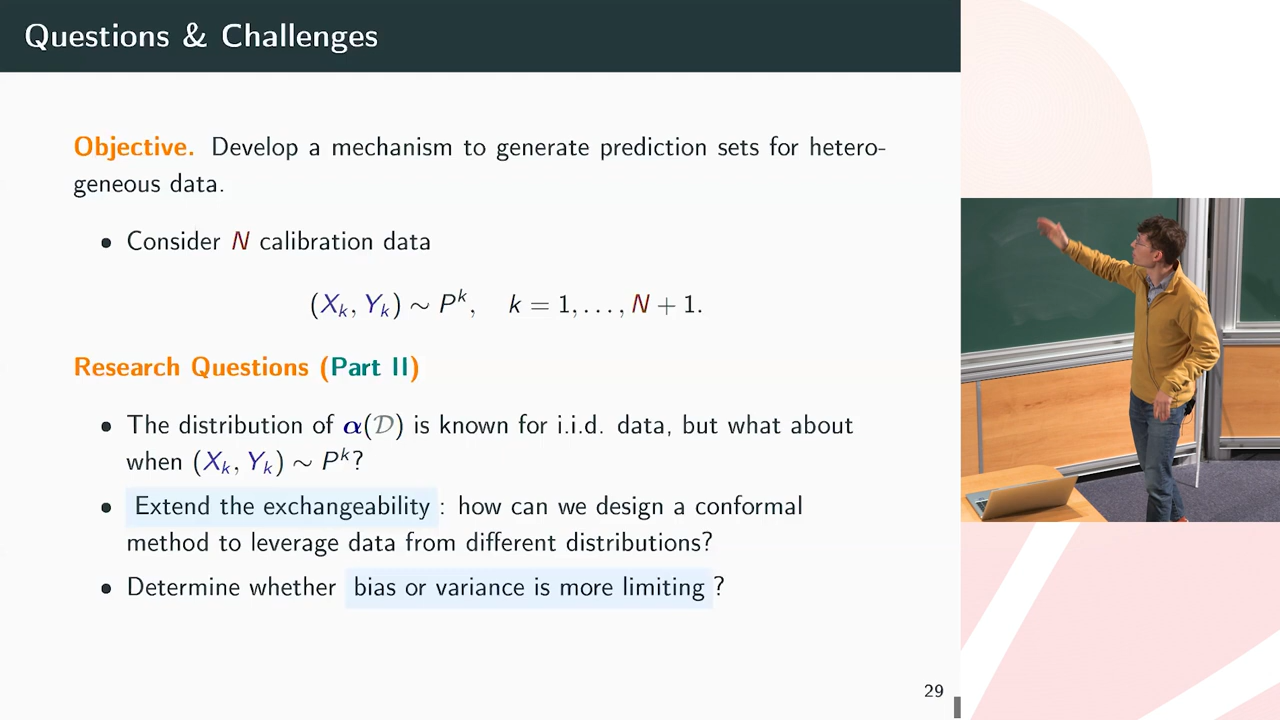 Questions & Challenges
Objective. Develop a mechanism to generate prediction sets for hetero-
geneous data.
• Consider N calibration data
(X_k, Y_k) ∼ P^k, k = 1, . . . , N + 1.
Research Questions (Part II)
• The distribution of α(𝒟) is known for i.i.d. data, but what about
when (X_k, Y_k) ∼ P^k?
• Extend the exchangeability : how can we design a conformal
method to leverage data from different distributions?
• Determine whether bias or variance is more limiting ?
29